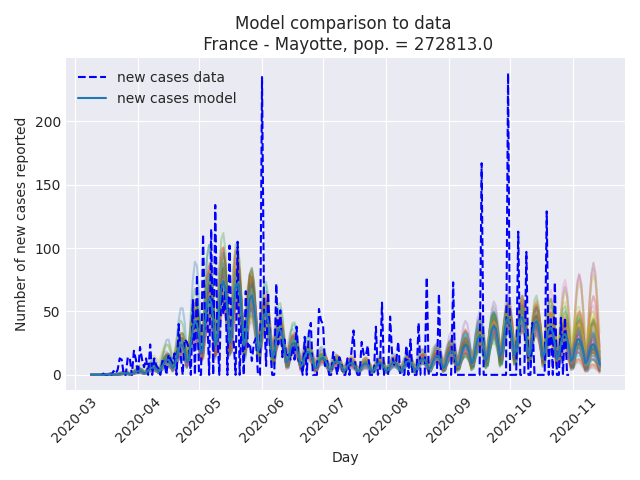 Model comparison to data
France - Mayotte, pop. = 272813.0
new cases data
new cases model
Number of new cases reported
200
150
100
50
0
2020-03
2020-04
2020-05
2020-06
2020-07
2020-08
2020-09
2020-10
2020-11
Day